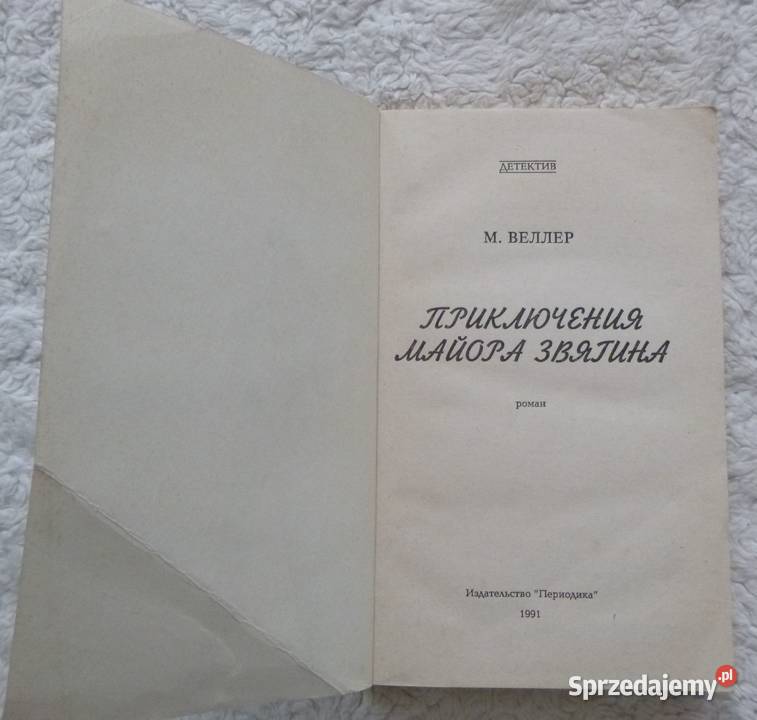 ДЕТЕКТИВ
М. ВЕЛЛЕР
ПРИКЛЮЧЕНИЯ
МАЙОРА ЗВЯГИНА
роман
Издательство "Периодика"
1991
Sprzedajemy.pl